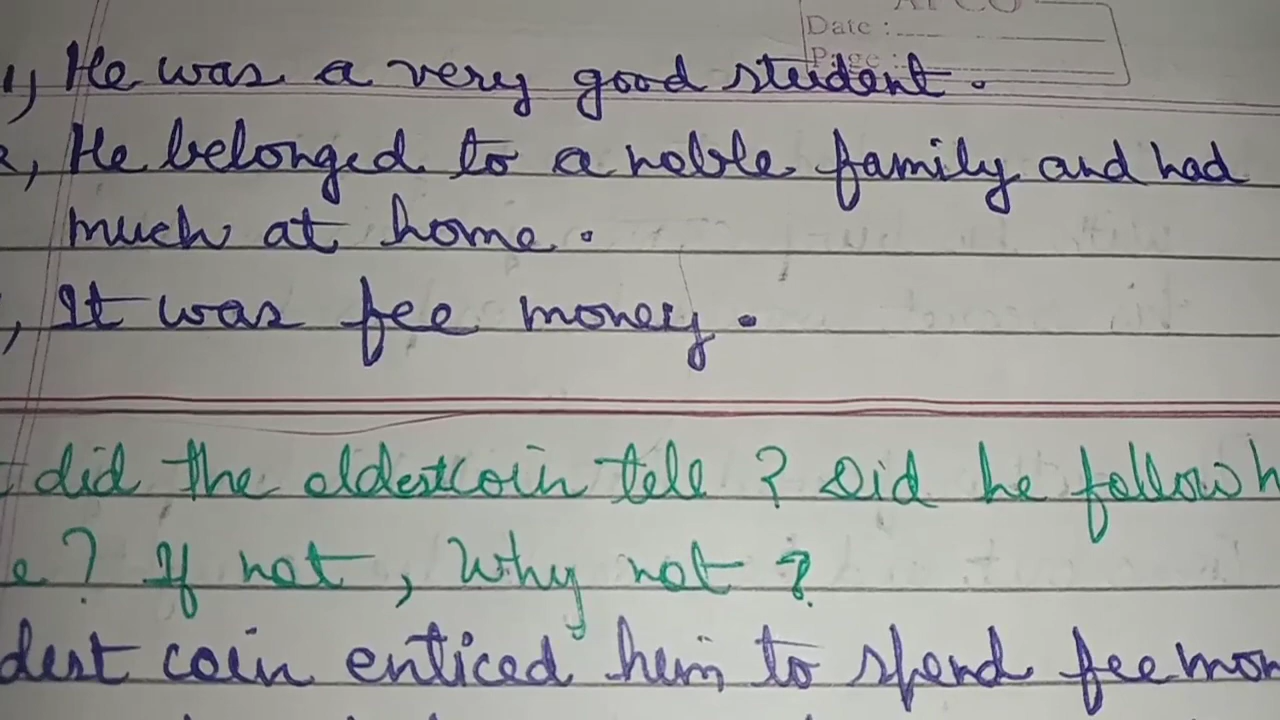 Date :
Page :
1, He was a very good student.
2, He belonged to a noble family and had
much at home.
, It was fee money.
did the oldest coin tell ? Did he follow h
e ? If not , Why not ?
dest coin enticed him to spend fee mon